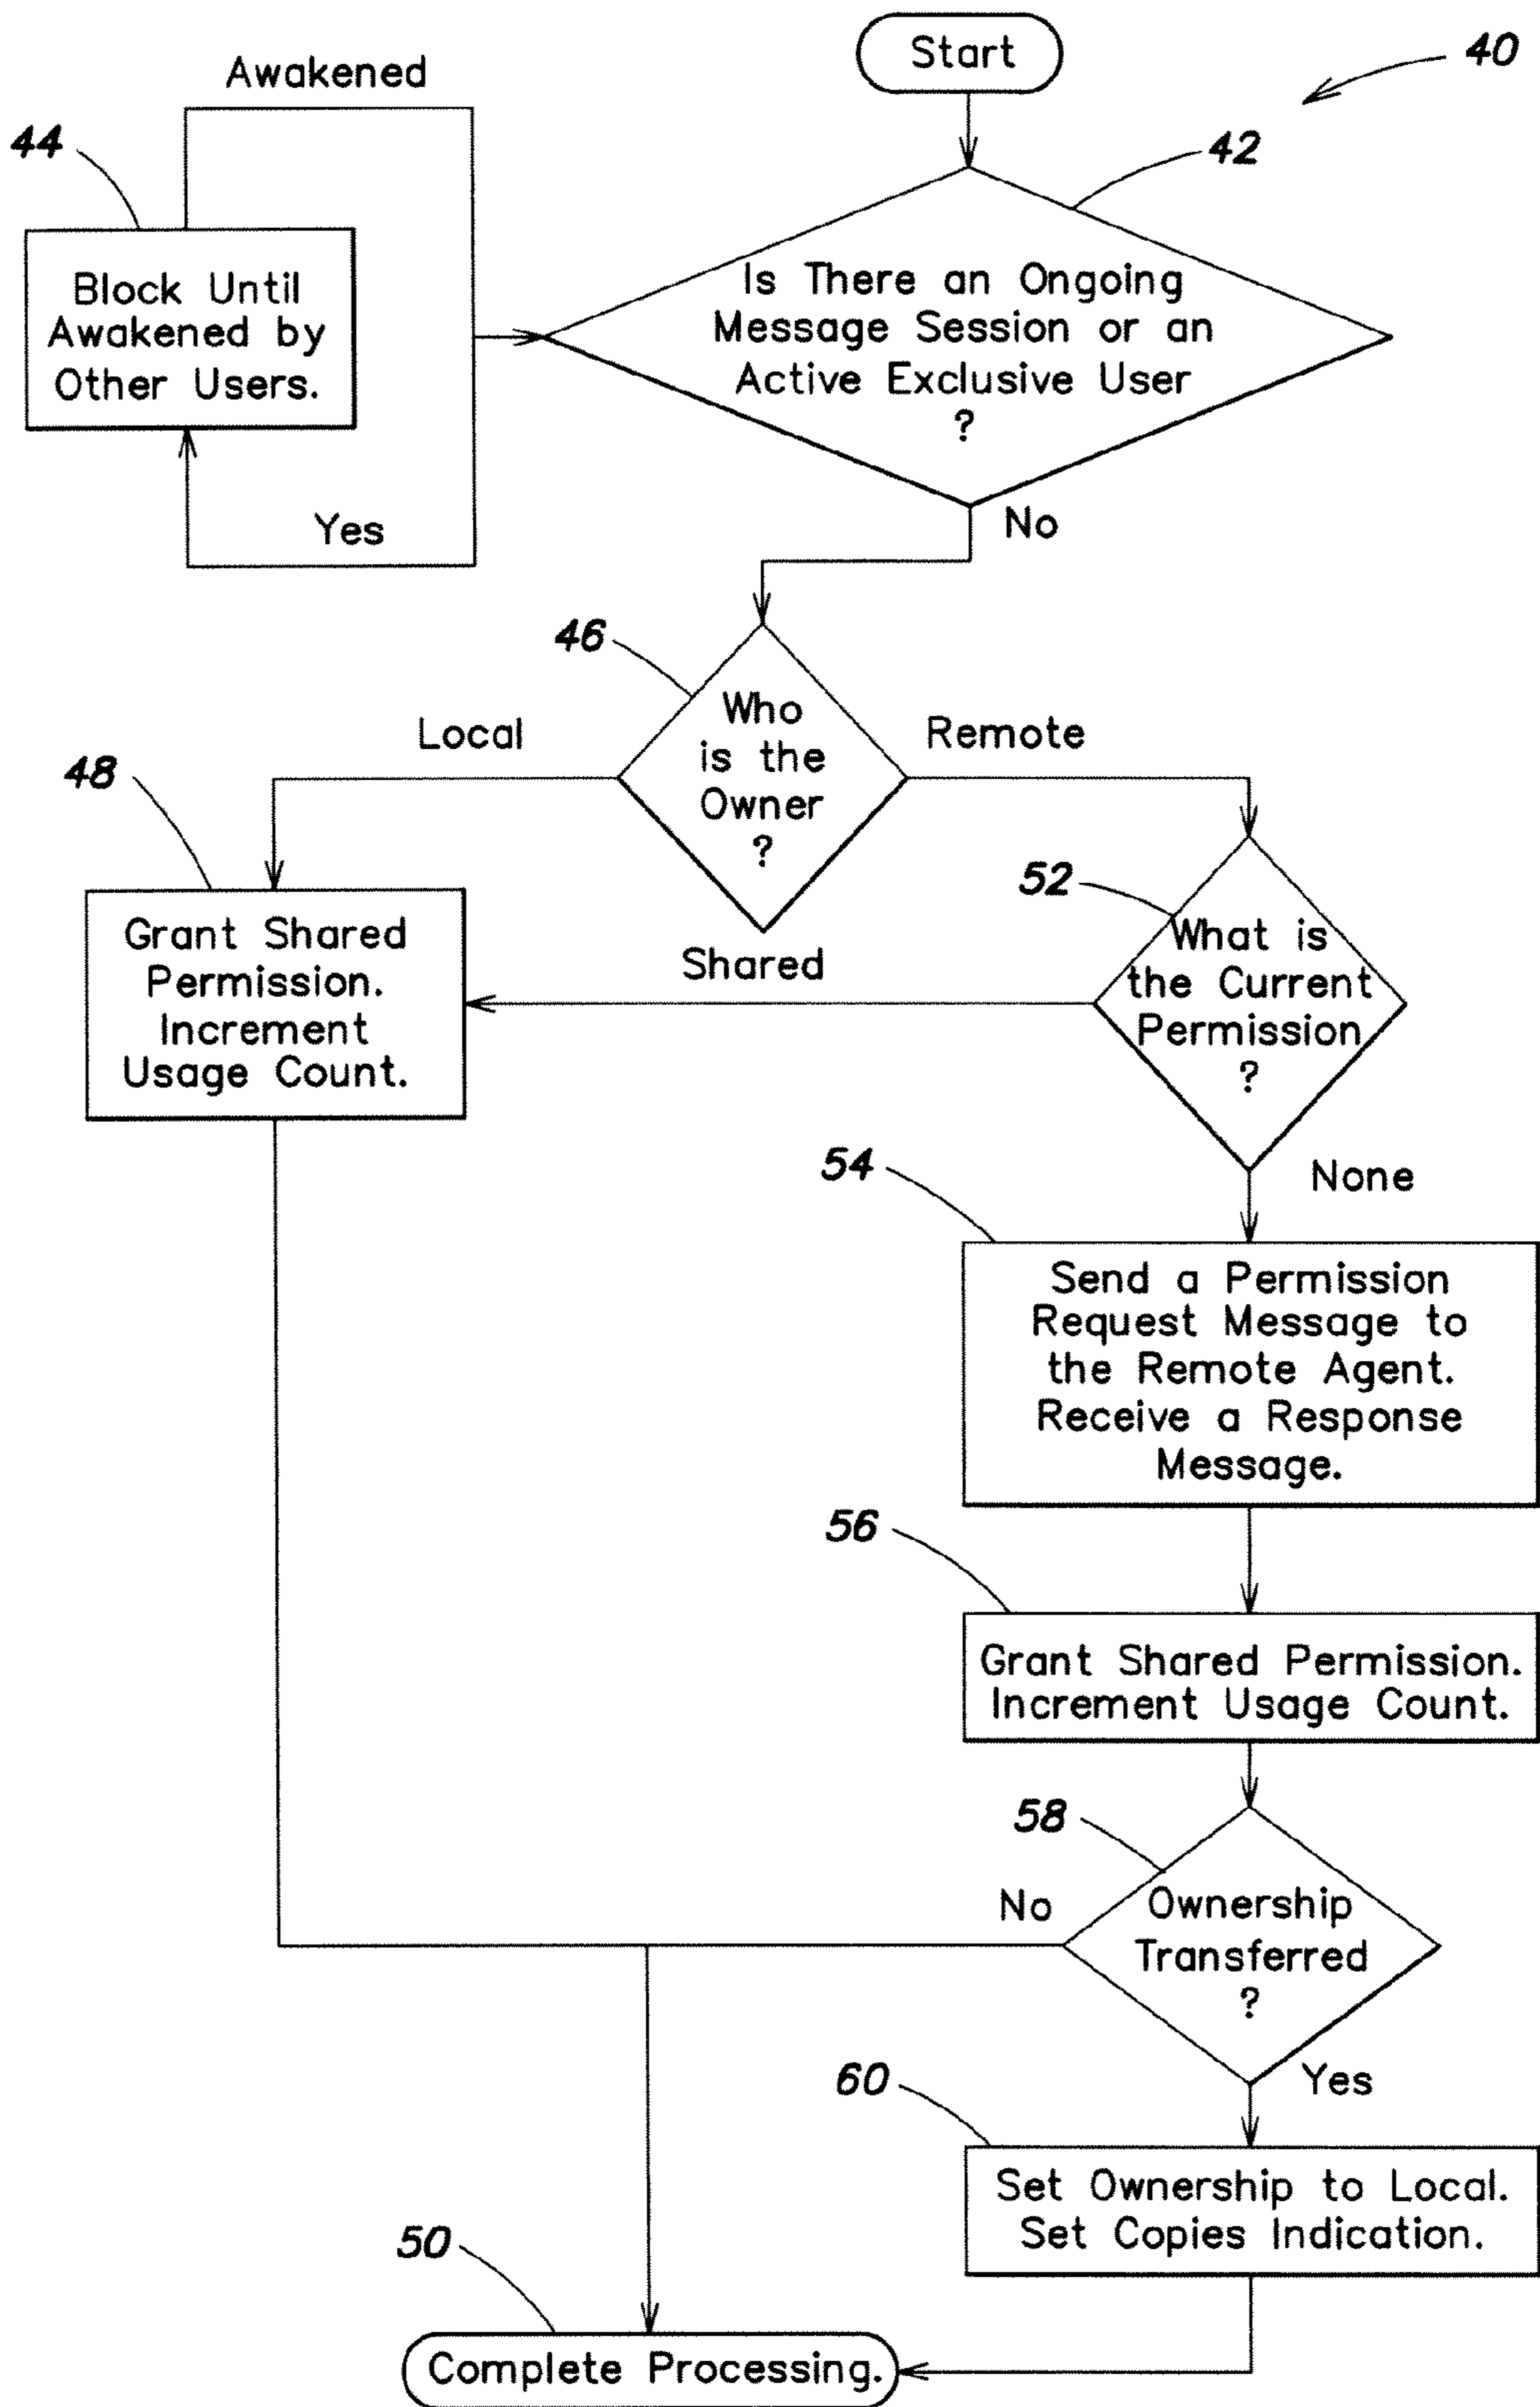 Start
40
Awakened
44
42
Block Until
Awakened by
Other Users.
Is There an Ongoing
Message Session or an
Active Exclusive User
?
Yes
No
46
Who
is the
Owner
?
Local
Remote
48
52
Grant Shared
Permission.
Increment
Usage Count.
Shared
What is
the Current
Permission
?
None
54
Send a Permission
Request Message to
the Remote Agent.
Receive a Response
Message.
56
Grant Shared Permission.
Increment Usage Count.
58
No
Ownership
Transferred
?
Yes
60
Set Ownership to Local.
Set Copies Indication.
50
Complete Processing.